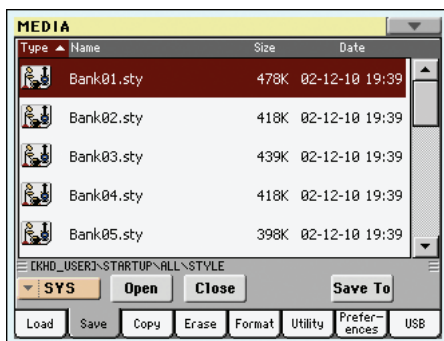 MEDIA
Type Name Size Date
Bank01.sty 478K 02-12-10 19:39
Bank02.sty 418K 02-12-10 19:39
Bank03.sty 439K 02-12-10 19:39
Bank04.sty 418K 02-12-10 19:39
Bank05.sty 398K 02-12-10 19:39
[KHD_USER]\STARTUP\ALL\STYLE
SYS Open Close Save To
Load Save Copy Erase Format Utility Prefer-
ences USB